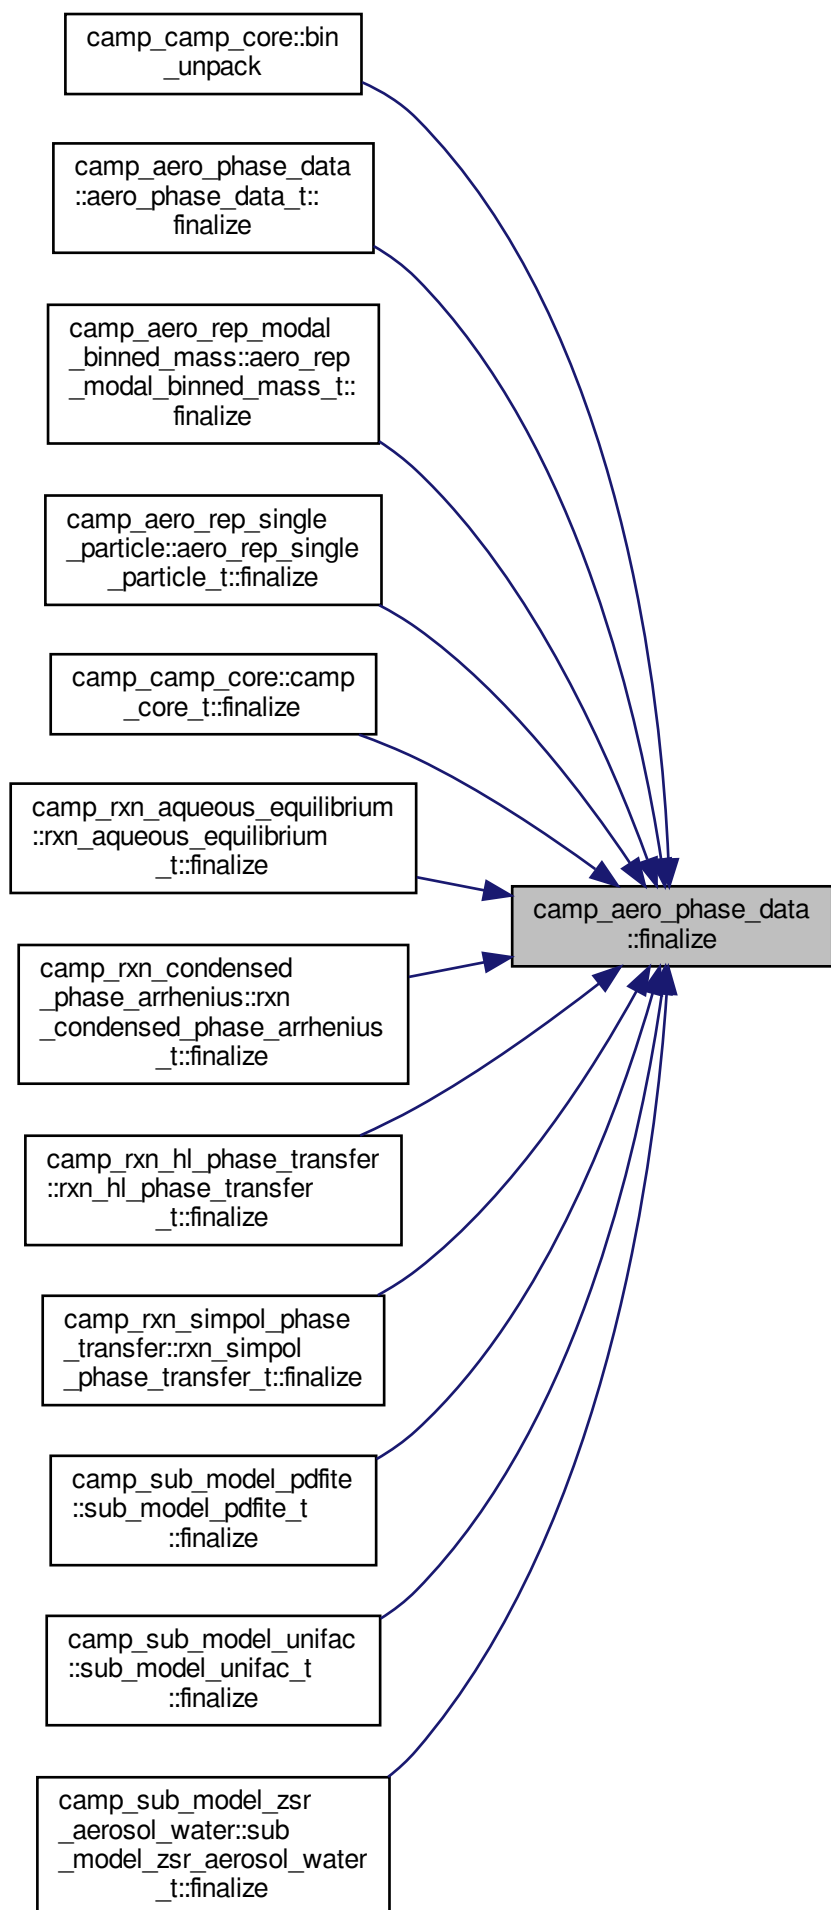 camp_camp_core::bin
_unpack
camp_aero_phase_data
::aero_phase_data_t::
finalize
camp_aero_rep_modal
_binned_mass::aero_rep
_modal_binned_mass_t::
finalize
camp_aero_rep_single
_particle::aero_rep_single
_particle_t::finalize
camp_camp_core::camp
_core_t::finalize
camp_rxn_aqueous_equilibrium
::rxn_aqueous_equilibrium
_t::finalize
camp_aero_phase_data
::finalize
camp_rxn_condensed
_phase_arrhenius::rxn
_condensed_phase_arrhenius
_t::finalize
camp_rxn_hl_phase_transfer
::rxn_hl_phase_transfer
_t::finalize
camp_rxn_simpol_phase
_transfer::rxn_simpol
_phase_transfer_t::finalize
camp_sub_model_pdfite
::sub_model_pdfite_t
::finalize
camp_sub_model_unifac
::sub_model_unifac_t
::finalize
camp_sub_model_zsr
_aerosol_water::sub
_model_zsr_aerosol_water
_t::finalize